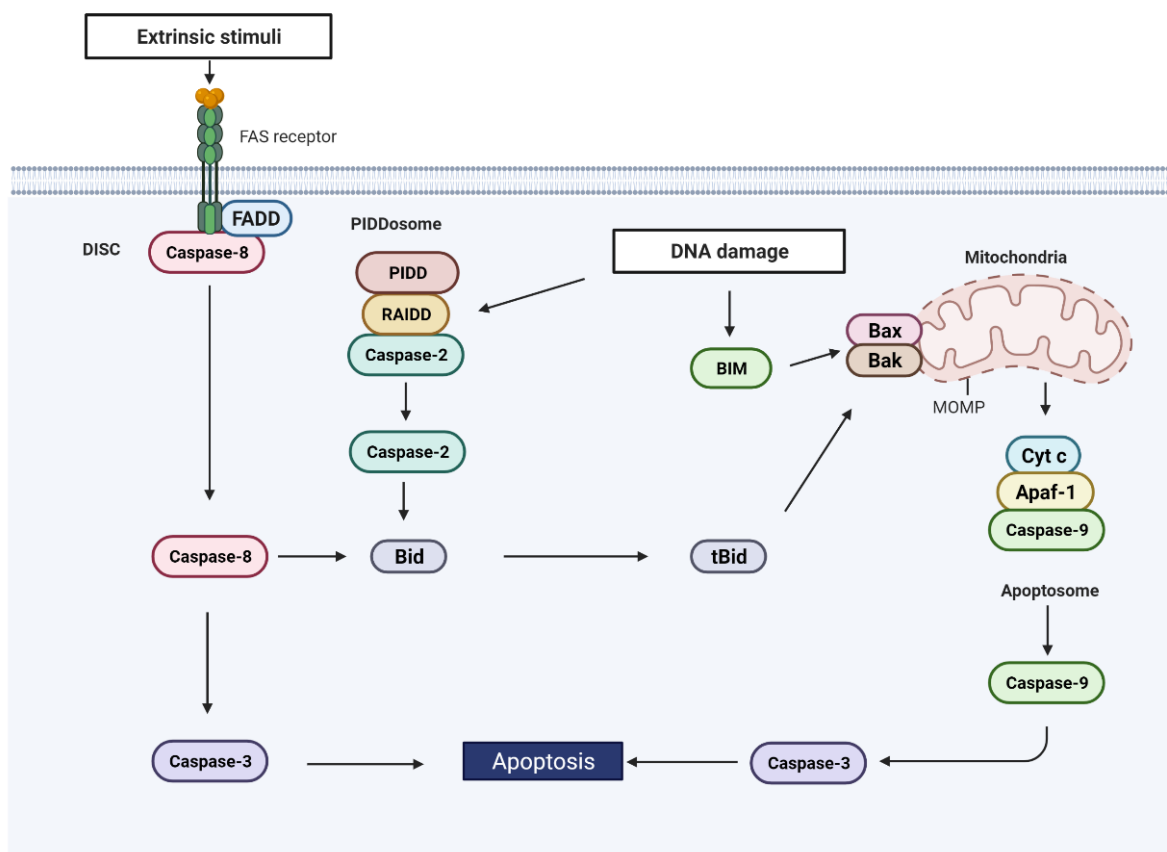 Extrinsic stimuli
FAS receptor
FADD
DISC
Caspase-8
PIDDosome
PIDD
RAIDD
Caspase-2
DNA damage
Mitochondria
Bax
Bak
BIM
MOMP
Caspase-2
Cyt c
Apaf-1
Caspase-9
Caspase-8
Bid
tBid
Apoptosome
Caspase-9
Caspase-3
Apoptosis
Caspase-3